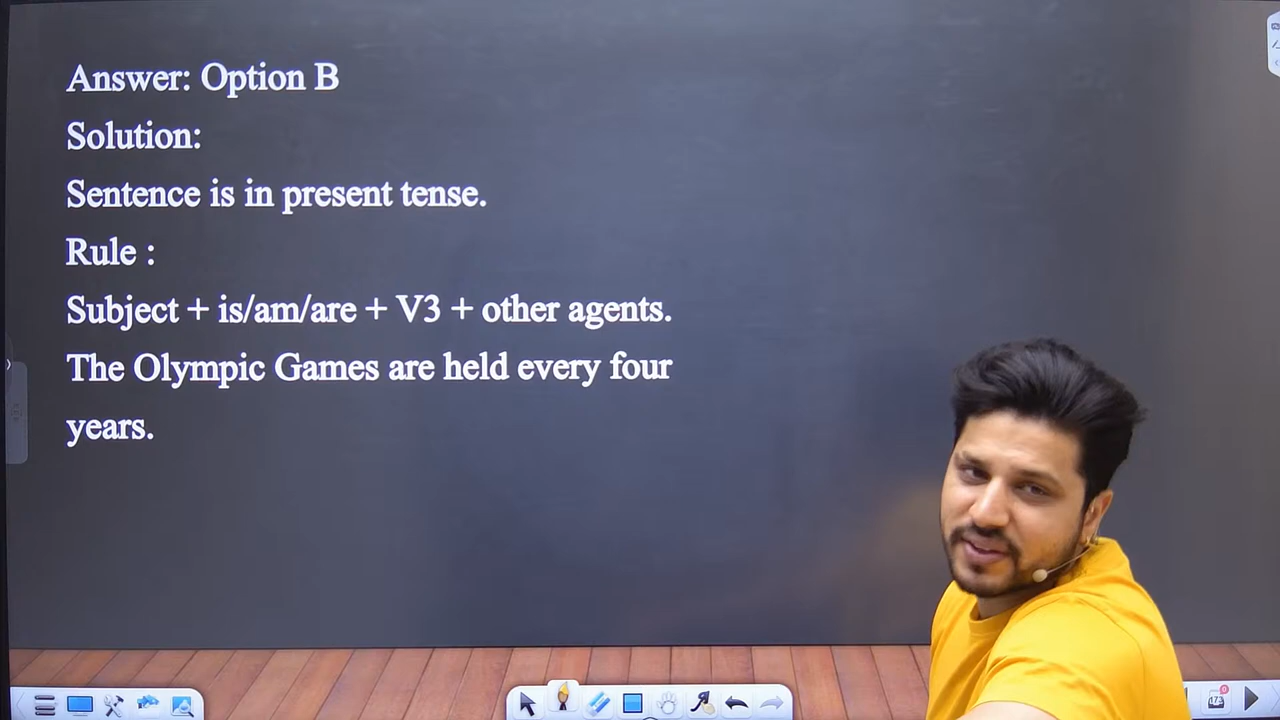 Answer: Option B
Solution:
Sentence is in present tense.
Rule :
Subject + is/am/are + V3 + other agents.
The Olympic Games are held every four
years.